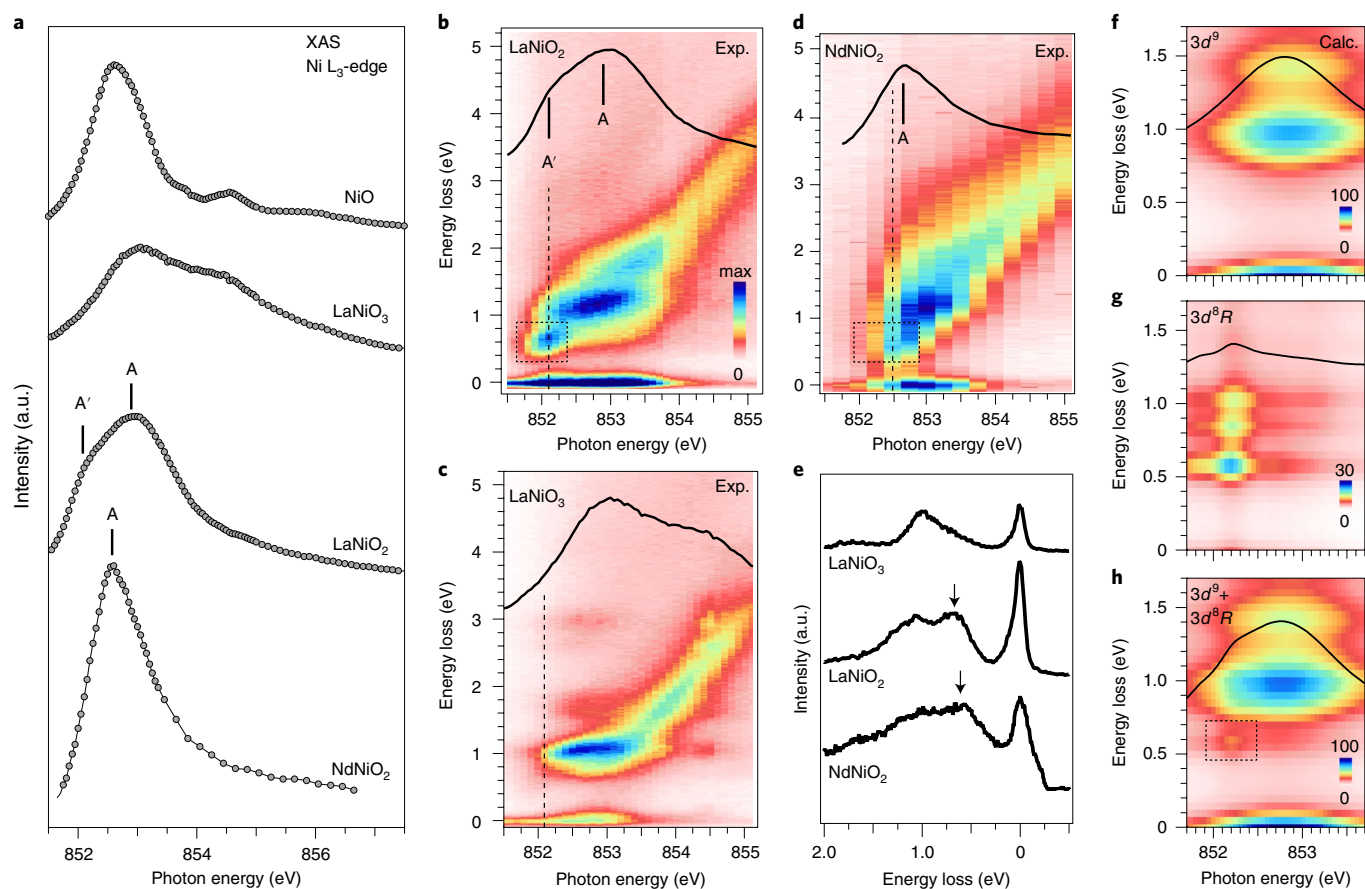 a
XAS
Ni L₃-edge
NiO
LaNiO₃
A
A′
LaNiO₂
A
NdNiO₂
Intensity (a.u.)
852 854 856
Photon energy (eV)
b
LaNiO₂ Exp.
A
A′
max
0
5
4
3
2
1
0
Energy loss (eV)
852 853 854 855
Photon energy (eV)
c
LaNiO₃ Exp.
5
4
3
2
1
0
Energy loss (eV)
852 853 854 855
Photon energy (eV)
d
NdNiO₂ Exp.
A
5
4
3
2
1
0
852 853 854 855
Photon energy (eV)
e
LaNiO₃
LaNiO₂
NdNiO₂
Intensity (a.u.)
2.0 1.0 0
Energy loss (eV)
f
3d⁹ Calc.
1.5
1.0
0.5
0
Energy loss (eV)
100
0
g
3d⁸R
1.5
1.0
0.5
0
Energy loss (eV)
30
0
h
3d⁹+
3d⁸R
1.5
1.0
0.5
0
Energy loss (eV)
100
0
852 853
Photon energy (eV)